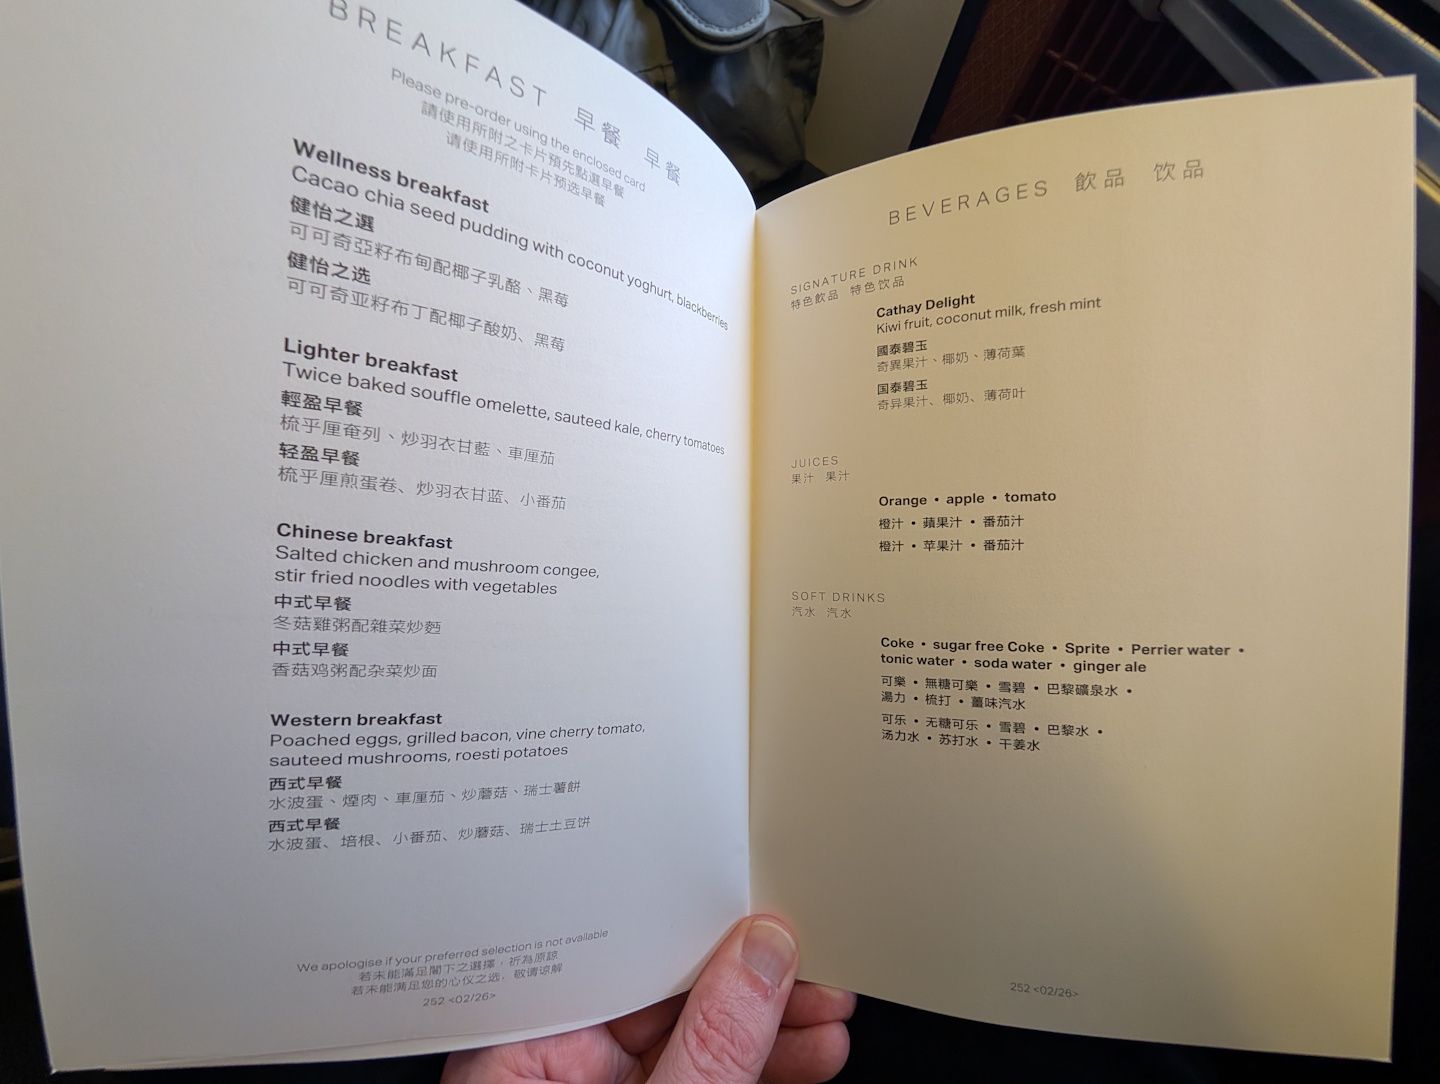 BREAKFAST 早餐 早餐
Please pre-order using the enclosed card
請使用所附之卡片預先點選早餐
请使用所附卡片预选早餐
Wellness breakfast
Cacao chia seed pudding with coconut yoghurt, blackberries
健怡之選
可可奇亞籽布甸配椰子乳酪、黑莓
健怡之选
可可奇亚籽布丁配椰子酸奶、黑莓
Lighter breakfast
Twice baked souffle omelette, sauteed kale, cherry tomatoes
輕盈早餐
梳乎厘奄列、炒羽衣甘藍、車厘茄
轻盈早餐
梳乎厘煎蛋卷、炒羽衣甘蓝、小番茄
Chinese breakfast
Salted chicken and mushroom congee,
stir fried noodles with vegetables
中式早餐
冬菇雞粥配雜菜炒麪
中式早餐
香菇鸡粥配杂菜炒面
Western breakfast
Poached eggs, grilled bacon, vine cherry tomato,
sauteed mushrooms, roesti potatoes
西式早餐
水波蛋、煙肉、車厘茄、炒蘑菇、瑞士薯餅
西式早餐
水波蛋、培根、小番茄、炒蘑菇、瑞士土豆饼
We apologise if your preferred selection is not available
若未能滿足閣下之選擇，祈為原諒
若未能满足您的心仪之选，敬请谅解
252 <02/26>
BEVERAGES 飲品 饮品
SIGNATURE DRINK
特色飲品 特色饮品
Cathay Delight
Kiwi fruit, coconut milk, fresh mint
國泰碧玉
奇異果汁、椰奶、薄荷葉
国泰碧玉
奇异果汁、椰奶、薄荷叶
JUICES
果汁 果汁
Orange • apple • tomato
橙汁 • 蘋果汁 • 番茄汁
橙汁 • 苹果汁 • 番茄汁
SOFT DRINKS
汽水 汽水
Coke • sugar free Coke • Sprite • Perrier water •
tonic water • soda water • ginger ale
可樂 • 無糖可樂 • 雪碧 • 巴黎礦泉水 •
湯力 • 梳打 • 薑味汽水
可乐 • 无糖可乐 • 雪碧 • 巴黎水 •
汤力水 • 苏打水 • 干姜水
252 <02/26>